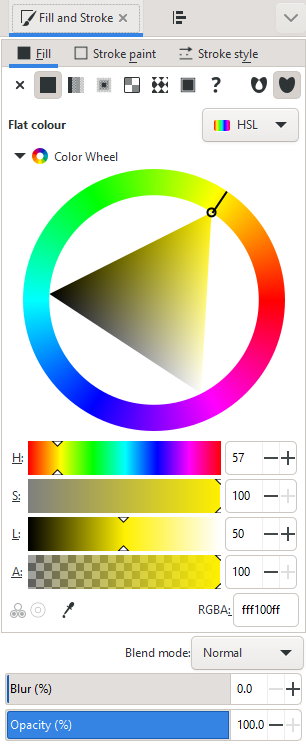 Fill and Stroke
Fill Stroke paint Stroke style
?
Flat colour HSL
Color Wheel
H: 57
S: 100
L: 50
A: 100
RGBA: fff100ff
Blend mode: Normal
Blur (%) 0.0
Opacity (%) 100.0